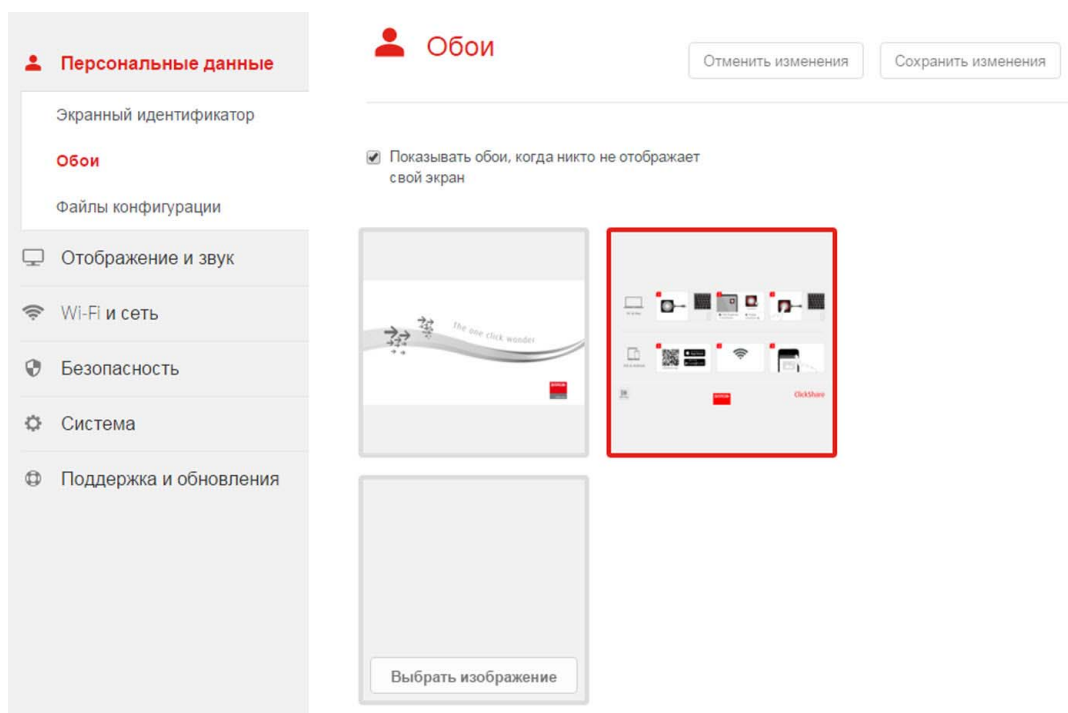 Персональные данные
Экранный идентификатор
Обои
Файлы конфигурации
Отображение и звук
Wi-Fi и сеть
Безопасность
Система
Поддержка и обновления
Обои
Отменить изменения
Сохранить изменения
Показывать обои, когда никто не отображает
свой экран
The one click wonder
ClickShare
Выбрать изображение